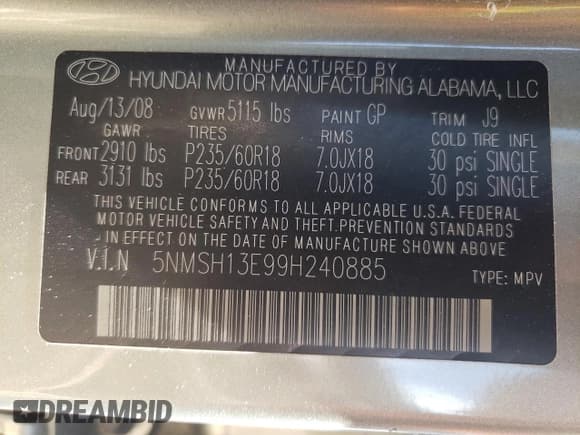 MANUFACTURED BY
HYUNDAI MOTOR MANUFACTURING ALABAMA, LLC
Aug/13/08 GVWR 5115 lbs PAINT GP TRIM J9
GAWR TIRES RIMS COLD TIRE INFL
FRONT 2910 lbs P235/60R18 7.0JX18 30 psi SINGLE
REAR 3131 lbs P235/60R18 7.0JX18 30 psi SINGLE
THIS VEHICLE CONFORMS TO ALL APPLICABLE U.S.A. FEDERAL
MOTOR VEHICLE SAFETY AND THEFT.PREVENTION STANDARDS
IN EFFECT ON THE DATE OF MANUFACTURE SHOWN ABOVE.
V.I.N 5NMSH13E99H240885 TYPE: MPV
DREAMBID